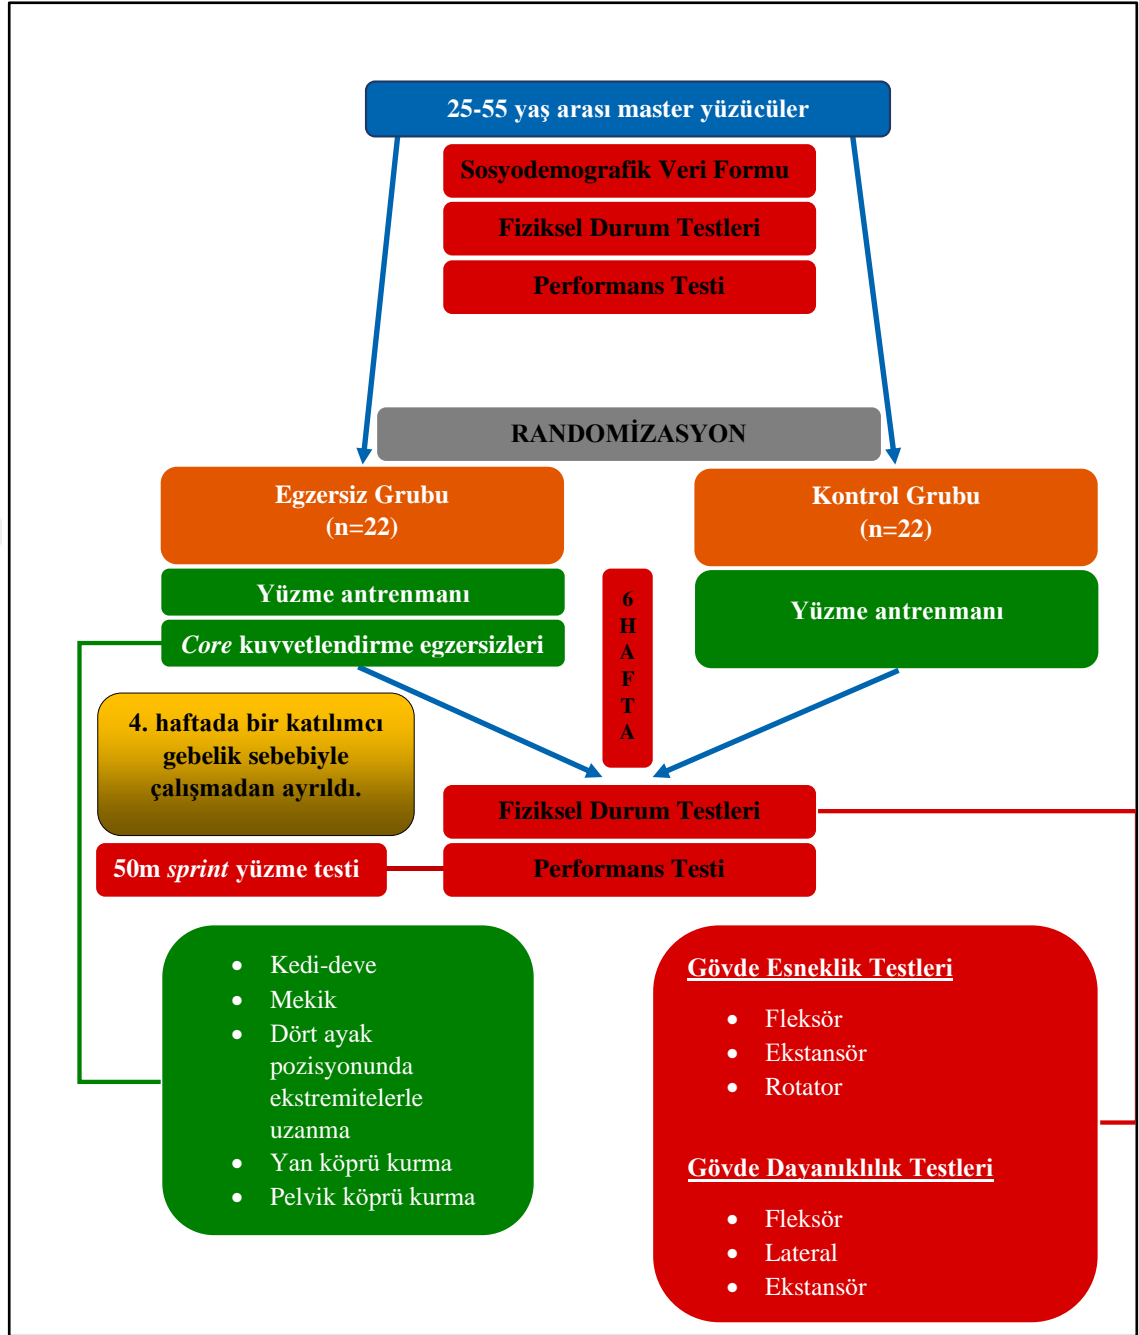 25-55 yaş arası master yüzücüler
Sosyodemografik Veri Formu
Fiziksel Durum Testleri
Performans Testi
RANDOMİZASYON
Egzersiz Grubu
(n=22)
Kontrol Grubu
(n=22)
Yüzme antrenmanı
Core kuvvetlendirme egzersizleri
6
H
A
F
T
A
Yüzme antrenmanı
4. haftada bir katılımcı
gebelik sebebiyle
çalışmadan ayrıldı.
Fiziksel Durum Testleri
50m sprint yüzme testi
Performans Testi
• Kedi-deve
• Mekik
• Dört ayak
pozisyonunda
ekstremitelerle
uzanma
• Yan köprü kurma
• Pelvik köprü kurma
Gövde Esneklik Testleri
• Fleksör
• Ekstansör
• Rotator
Gövde Dayanıklılık Testleri
• Fleksör
• Lateral
• Ekstansör